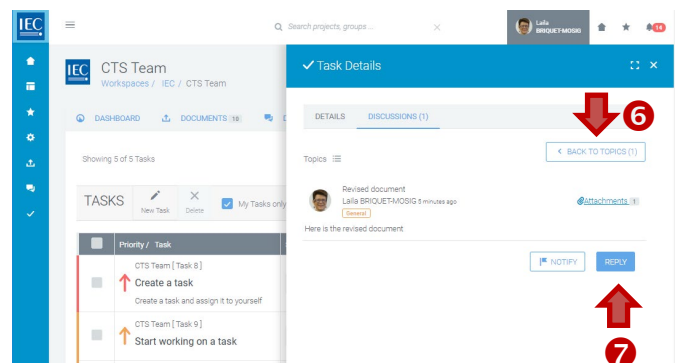 IEC
Search projects, groups ...
Laila
BRIQUET-MOSIG
14
IEC
CTS Team
Workspaces / IEC / CTS Team
DASHBOARD
DOCUMENTS 10
D
Showing 5 of 5 Tasks
TASKS
New Task
Delete
My Tasks only
Priority / Task
CTS Team [ Task 8 ]
Create a task
Create a task and assign it to yourself
CTS Team [ Task 9 ]
Start working on a task
Task Details
DETAILS
DISCUSSIONS (1)
6
Topics
BACK TO TOPICS (1)
Revised document
Laila BRIQUET-MOSIG 5 minutes ago
General
Attachments 1
Here is the revised document
NOTIFY
REPLY
7